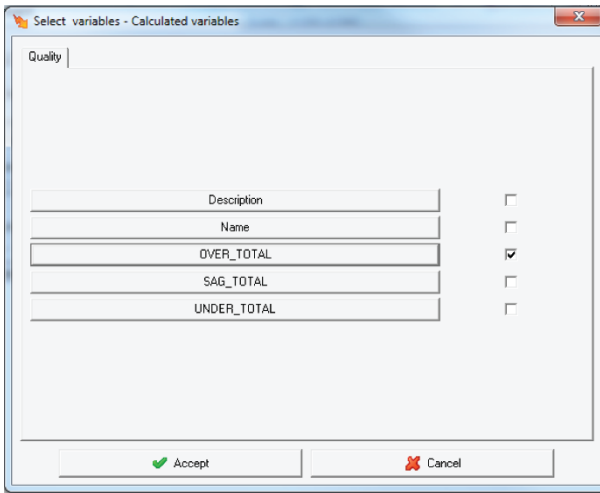 Select variables - Calculated variables
Quality
Description
Name
OVER_TOTAL
SAG_TOTAL
UNDER_TOTAL
Accept
Cancel